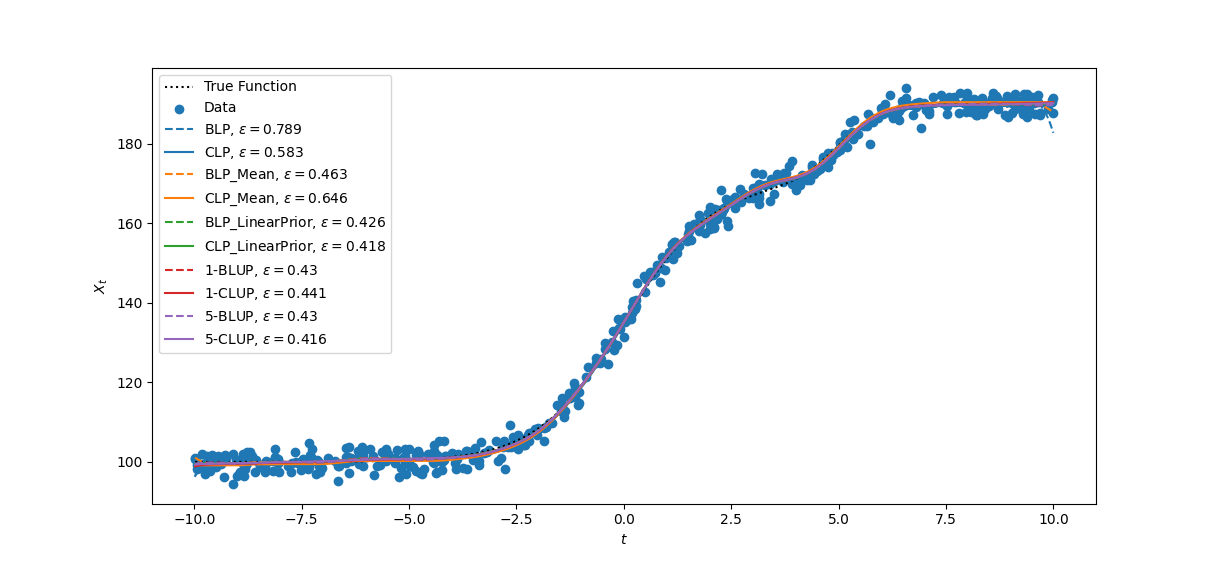 True Function
Data
BLP, ε = 0.789
CLP, ε = 0.583
BLP_Mean, ε = 0.463
CLP_Mean, ε = 0.646
BLP_LinearPrior, ε = 0.426
CLP_LinearPrior, ε = 0.418
1-BLUP, ε = 0.43
1-CLUP, ε = 0.441
5-BLUP, ε = 0.43
5-CLUP, ε = 0.416
180
160
140
120
100
X_t
−10.0 −7.5 −5.0 −2.5 0.0 2.5 5.0 7.5 10.0
t